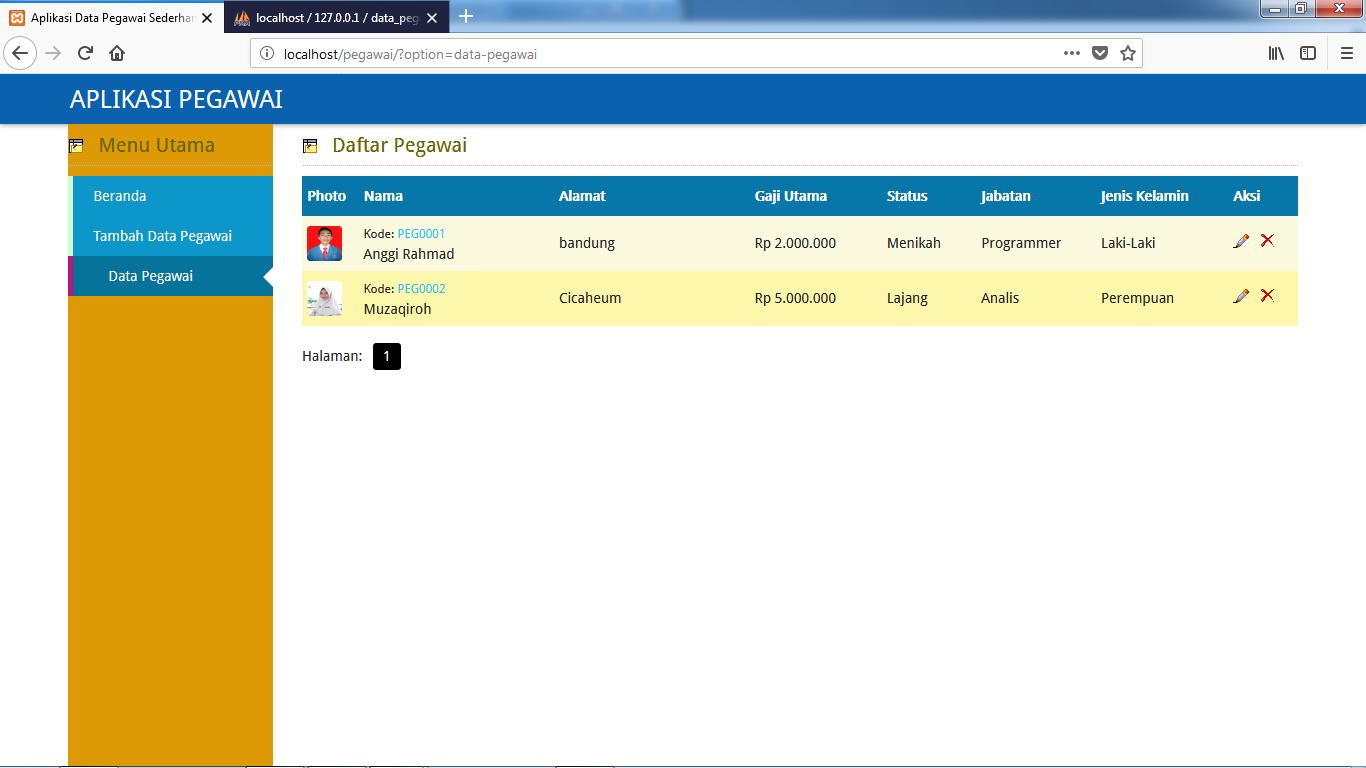 Aplikasi Data Pegawai Sederhan
localhost / 127.0.0.1 / data_peg
localhost/pegawai/?option=data-pegawai
APLIKASI PEGAWAI
Menu Utama
Beranda
Tambah Data Pegawai
Data Pegawai
Daftar Pegawai
Photo Nama Alamat Gaji Utama Status Jabatan Jenis Kelamin Aksi
Kode: PEG0001
Anggi Rahmad bandung Rp 2.000.000 Menikah Programmer Laki-Laki
Kode: PEG0002
Muzaqiroh Cicaheum Rp 5.000.000 Lajang Analis Perempuan
Halaman: 1